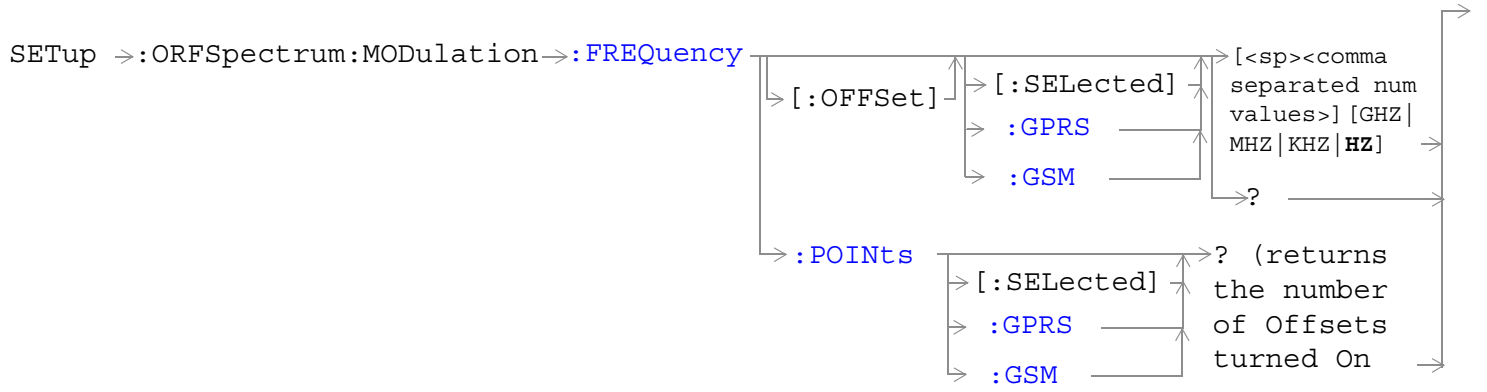 SETup :ORFSpectrum:MODulation :FREQuency
[:OFFSet]
[:SELected]
:GPRS
:GSM
[<sp><comma
separated num
values>][GHZ|
MHZ|KHZ|HZ]
?
:POINts
[:SELected]
:GPRS
:GSM
? (returns
the number
of Offsets
turned On